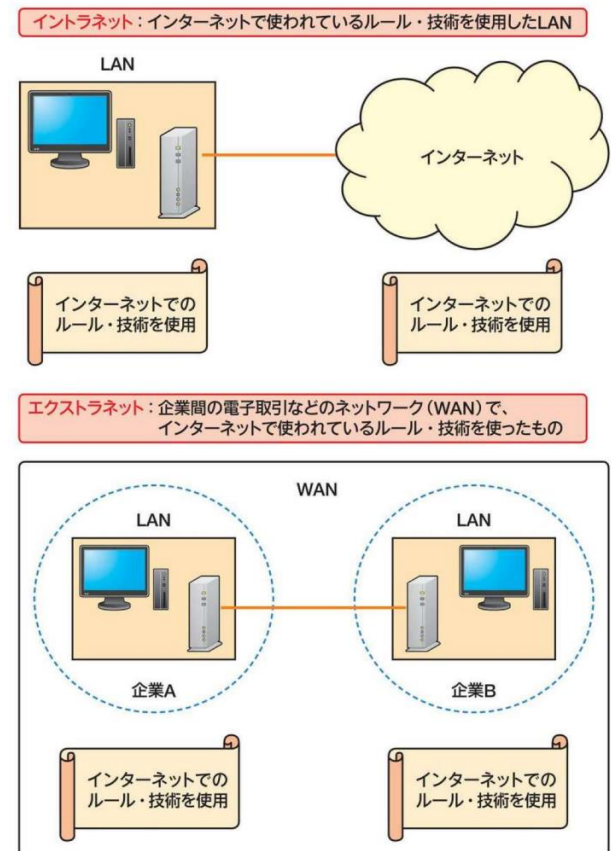 イントラネット：インターネットで使われているルール・技術を使用したLAN
LAN
インターネット
インターネットでの
ルール・技術を使用
インターネットでの
ルール・技術を使用
エクストラネット：企業間の電子取引などのネットワーク（WAN）で、
インターネットで使われているルール・技術を使ったもの
WAN
LAN
LAN
企業A
企業B
インターネットでの
ルール・技術を使用
インターネットでの
ルール・技術を使用